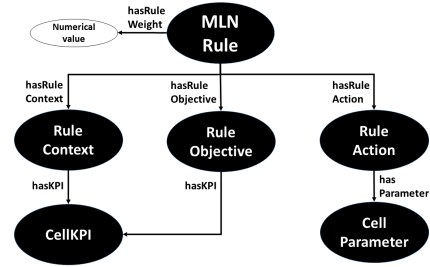 hasRule
Weight
Numerical
value
MLN
Rule
hasRule
Context
hasRule
Objective
hasRule
Action
Rule
Context
Rule
Objective
Rule
Action
hasKPI
hasKPI
has
Parameter
CellKPI
Cell
Parameter